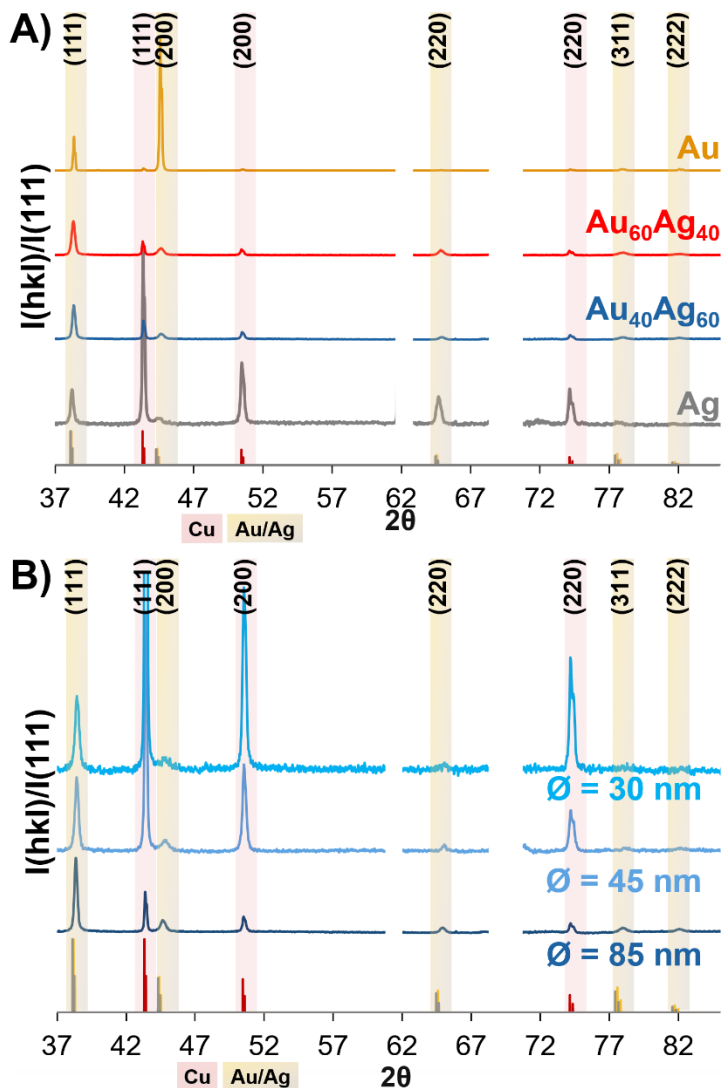 A)
(111) (111) (200) (200) (220) (220) (311) (222)
I(hkl)/I(111)
Au
Au60Ag40
Au40Ag60
Ag
37 42 47 52 57 62 67 72 77 82
2θ
Cu Au/Ag
B)
(111) (111) (200) (200) (220) (220) (311) (222)
I(hkl)/I(111)
Ø = 30 nm
Ø = 45 nm
Ø = 85 nm
37 42 47 52 57 62 67 72 77 82
Cu Au/Ag 2θ